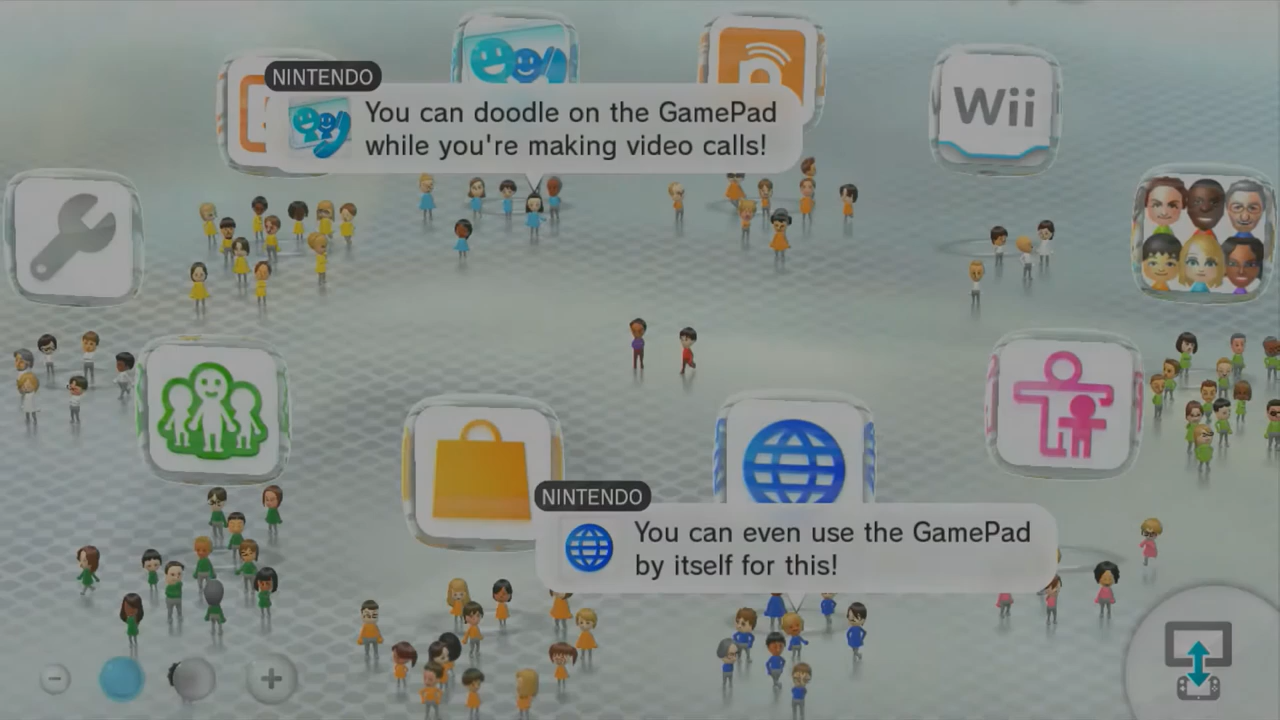 NINTENDO
You can doodle on the GamePad
while you're making video calls!
Wii
NINTENDO
You can even use the GamePad
by itself for this!